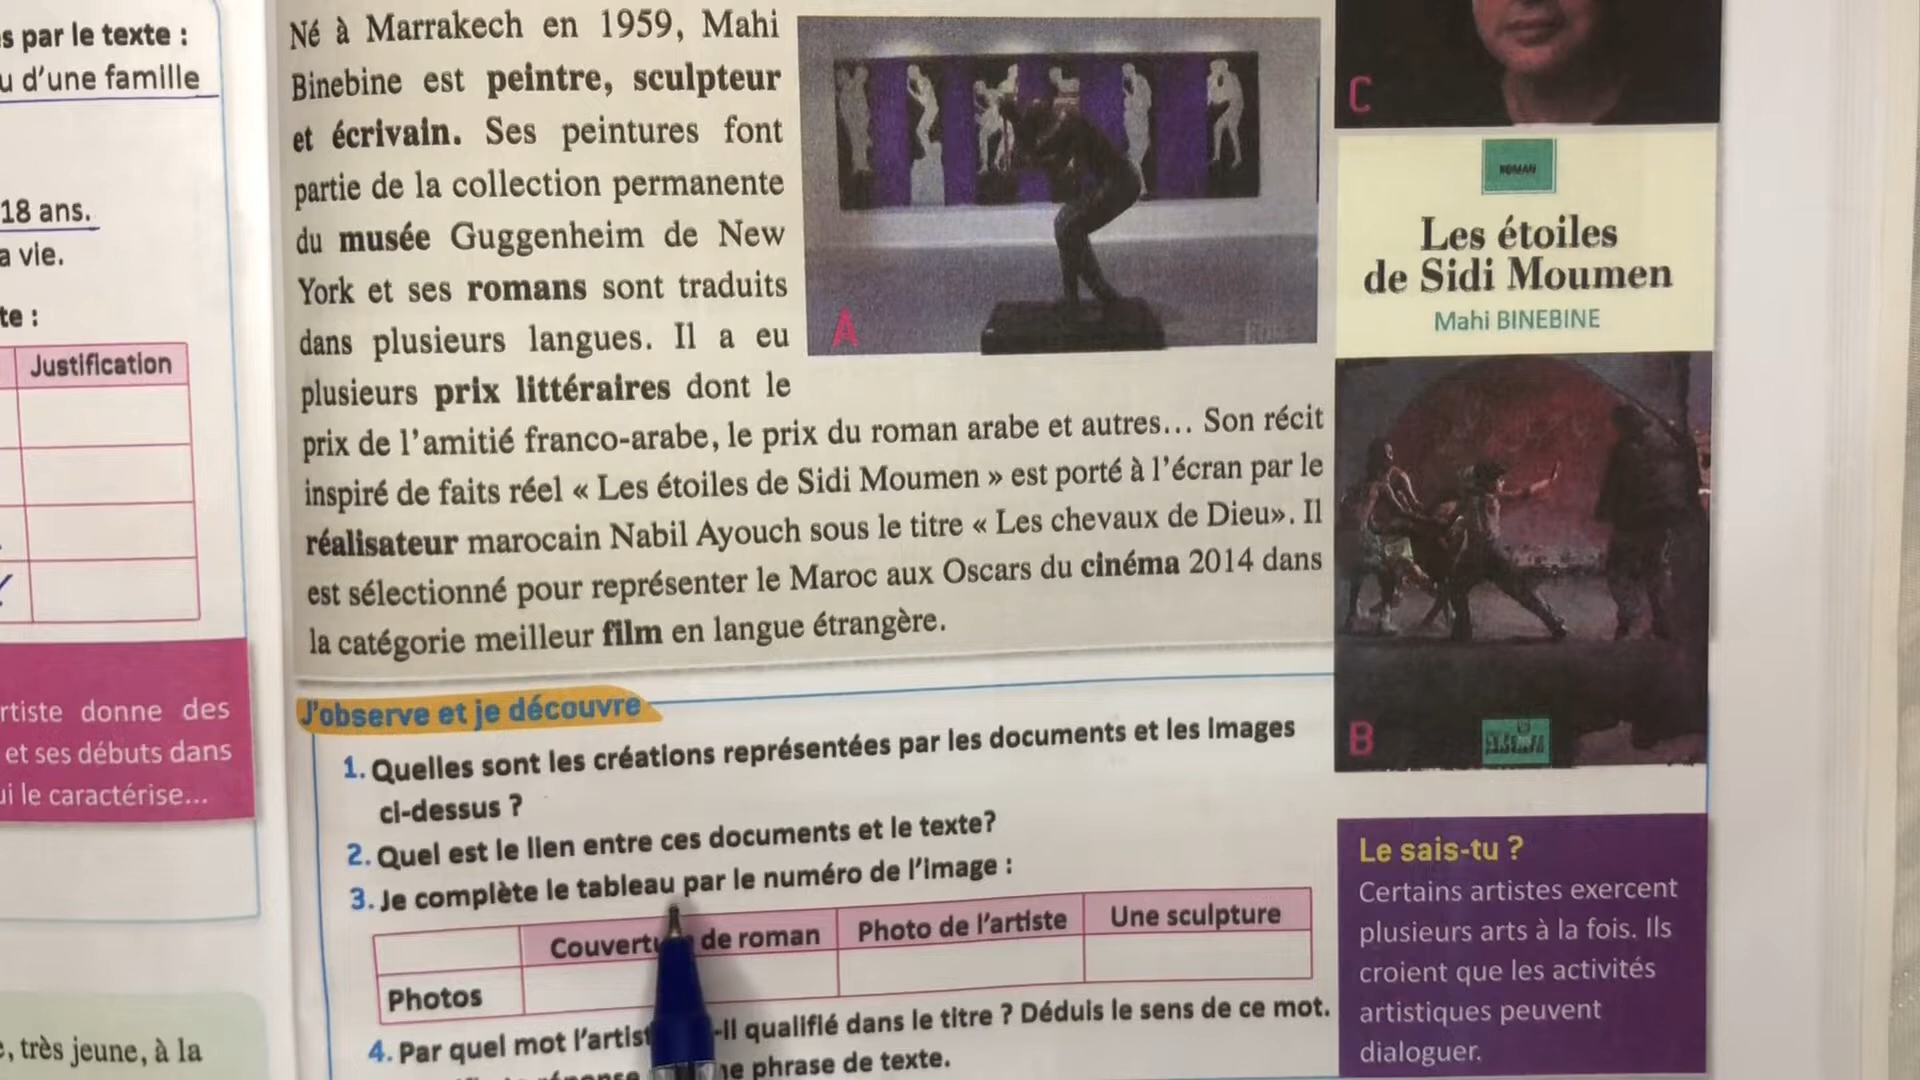 s par le texte :
u d'une famille
18 ans.
a vie.
te :
Justification
rtiste donne des
et ses débuts dans
ui le caractérise...
e, très jeune, à la
Né à Marrakech en 1959, Mahi
Binebine est peintre, sculpteur
et écrivain. Ses peintures font
partie de la collection permanente
du musée Guggenheim de New
York et ses romans sont traduits
dans plusieurs langues. Il a eu
plusieurs prix littéraires dont le
prix de l'amitié franco-arabe, le prix du roman arabe et autres... Son récit
inspiré de faits réel « Les étoiles de Sidi Moumen » est porté à l'écran par le
réalisateur marocain Nabil Ayouch sous le titre « Les chevaux de Dieu». Il
est sélectionné pour représenter le Maroc aux Oscars du cinéma 2014 dans
la catégorie meilleur film en langue étrangère.
A
C
ROMAN
Les étoiles
de Sidi Moumen
Mahi BINEBINE
B
J'observe et je découvre
1. Quelles sont les créations représentées par les documents et les images
ci-dessus ?
2. Quel est le lien entre ces documents et le texte?
3. Je complète le tableau par le numéro de l'image :
Couvertu de roman Photo de l'artiste Une sculpture
Photos
4. Par quel mot l'artist -il qualifié dans le titre ? Déduis le sens de ce mot.
ne phrase de texte.
Le sais-tu ?
Certains artistes exercent
plusieurs arts à la fois. Ils
croient que les activités
artistiques peuvent
dialoguer.